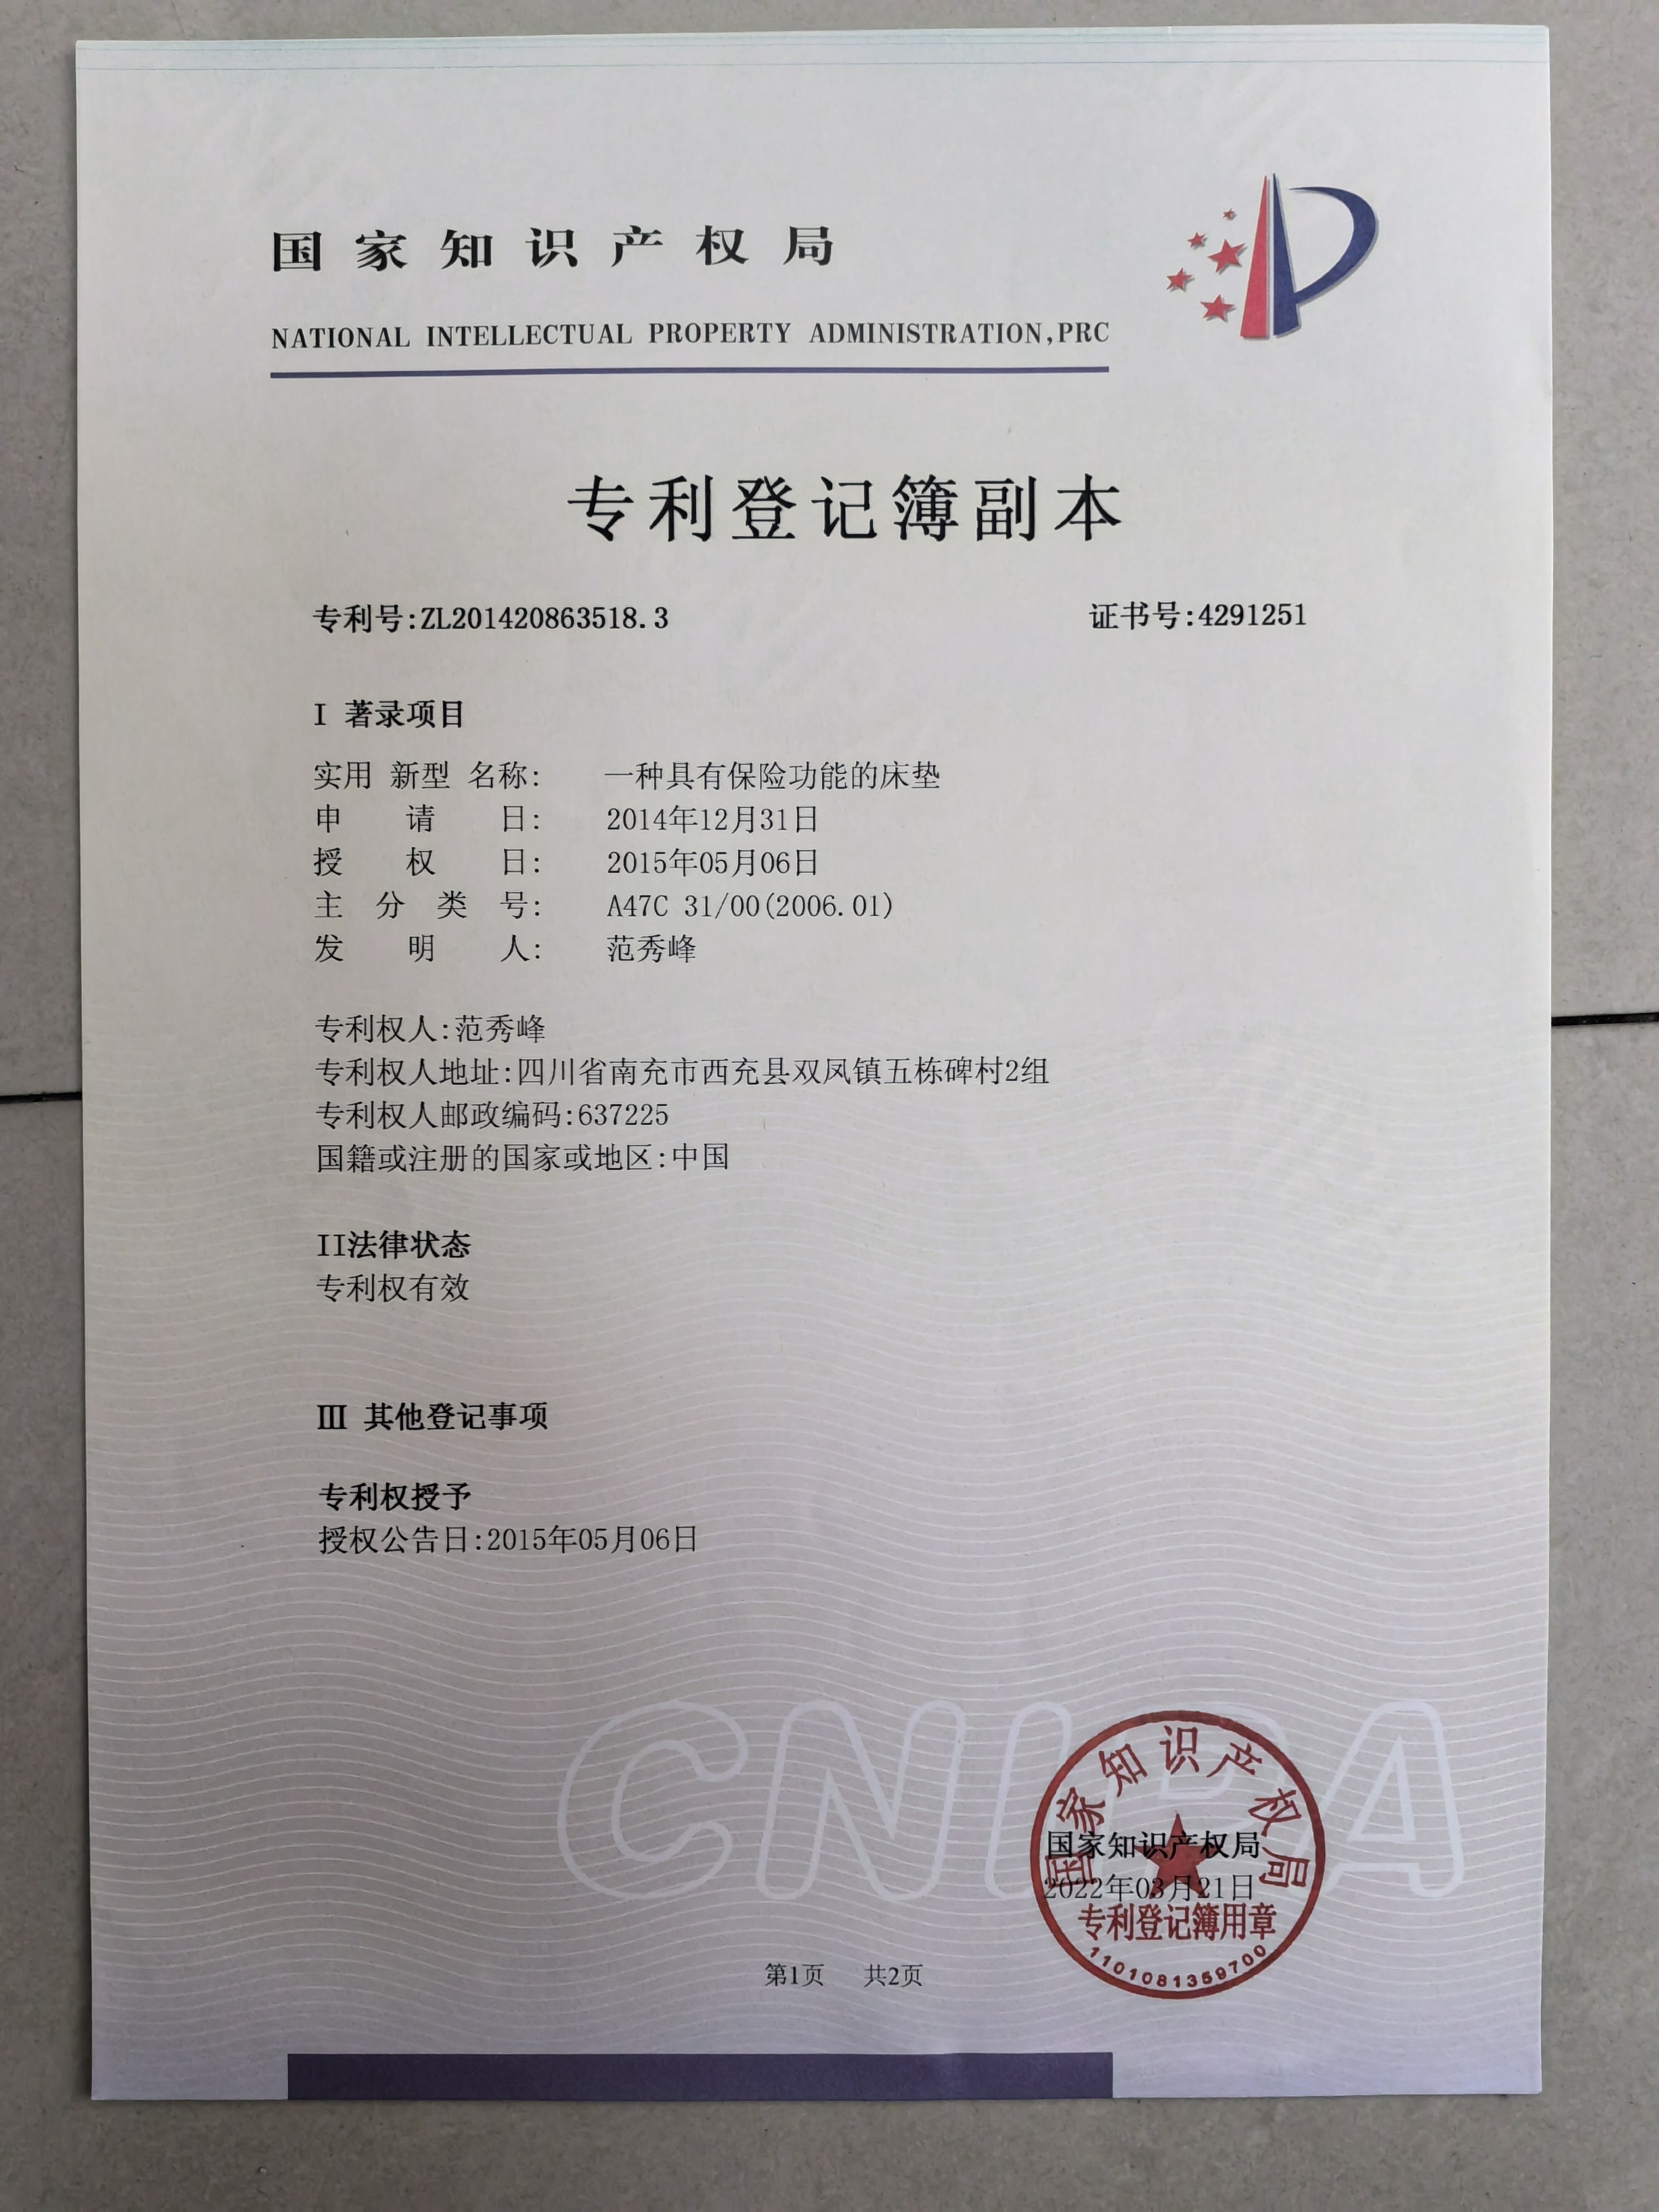 国家知识产权局
NATIONAL INTELLECTUAL PROPERTY ADMINISTRATION,PRC
专利登记簿副本
专利号:ZL201420863518.3 证书号:4291251
I 著录项目
实用 新型 名称: 一种具有保险功能的床垫
申请日: 2014年12月31日
授权日: 2015年05月06日
主分类号: A47C 31/00(2006.01)
发明人: 范秀峰
专利权人:范秀峰
专利权人地址:四川省南充市西充县双凤镇五栋碑村2组
专利权人邮政编码:637225
国籍或注册的国家或地区:中国
II法律状态
专利权有效
III 其他登记事项
专利权授予
授权公告日:2015年05月06日
CNIPA
国家知识产权局
国家知识产权局
2022年03月21日
专利登记簿用章
1101081359700
第1页 共2页